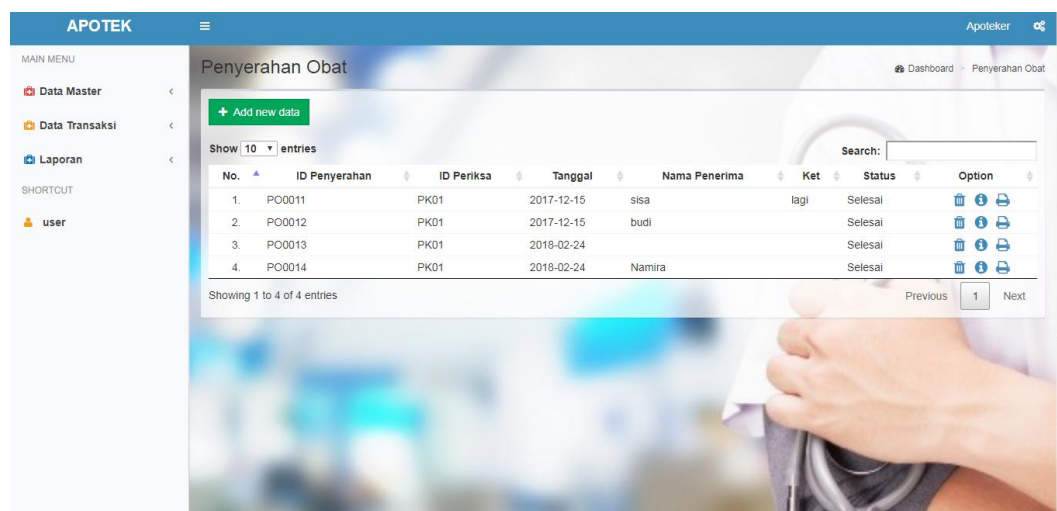 APOTEK
Apoteker
MAIN MENU
Data Master
Data Transaksi
Laporan
SHORTCUT
user
Penyerahan Obat
Dashboard > Penyerahan Obat
+ Add new data
Show 10 entries
Search:
No. ID Penyerahan ID Periksa Tanggal Nama Penerima Ket Status Option
1. PO0011 PK01 2017-12-15 sisa lagi Selesai
2. PO0012 PK01 2017-12-15 budi Selesai
3. PO0013 PK01 2018-02-24 Selesai
4. PO0014 PK01 2018-02-24 Namira Selesai
Showing 1 to 4 of 4 entries
Previous 1 Next